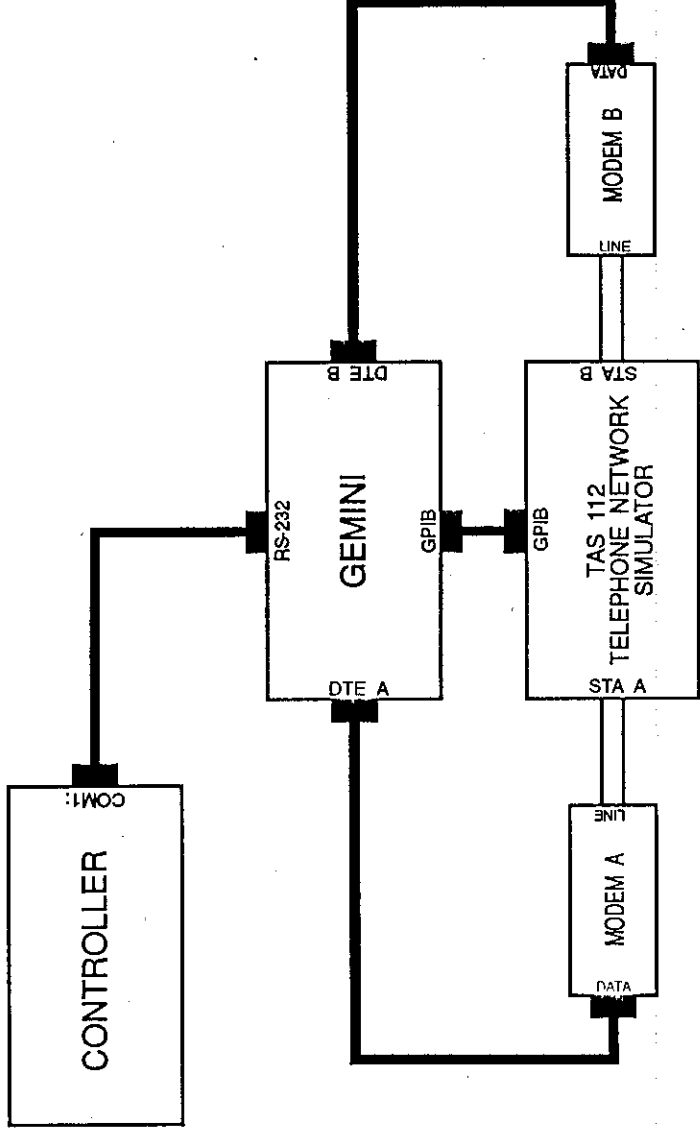 CONTROLLER
COM1:
RS-232
GEMINI
DTE A
DTE B
GPIB
GPIB
TAS 112
TELEPHONE NETWORK
SIMULATOR
STA A
STA B
LINE
MODEM A
DATA
LINE
MODEM B
DATA